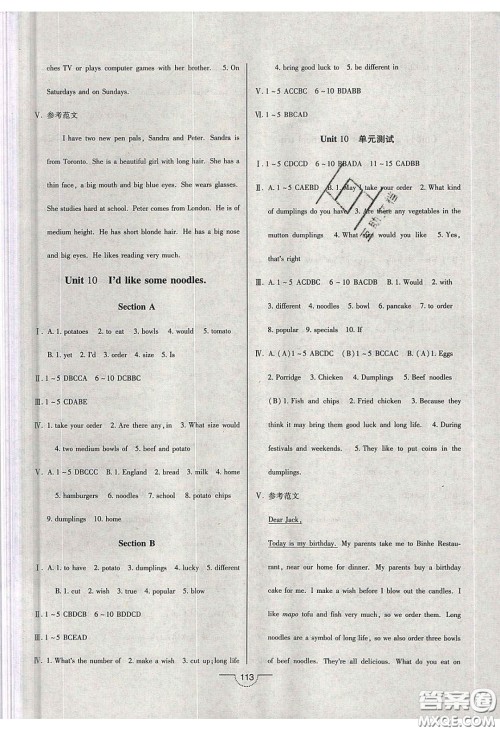 ches TV or plays computer games with her brother. 5. On
Saturdays and on Sundays.
Ⅴ. 参考范文
I have two new pen pals, Sandra and Peter. Sandra is
from Toronto. She is a beautiful girl with long hair. She has a
thin face, a big mouth and big blue eyes. She wears glasses.
She studies hard at school. Peter comes from London. He is of
medium height. He has short blonde hair. He has a big nose
and big eyes. He likes reading very much.
Unit 10 I'd like some noodles.
Section A
Ⅰ. A. 1. potatoes 2. to eat 3. bowls 4. would 5. tomato
B. 1. yet 2. I'd 3. order 4. size 5. Is
Ⅱ. 1-5 DBCCA 6-10 DCBBC
Ⅲ. 1-5 CDABE
Ⅳ. 1. to take your order 2. Are there any, in 3. What size would
4. two medium bowls of 5. beef and potato
Ⅴ. A. 1-5 DBCCC B. 1. England 2. bread 3. milk 4. home
5. hamburgers 6. noodles 7. school 8. potato chips
9. dumplings 10. home
Section B
Ⅰ. A. 1. to have 2. potato 3. dumplings 4. lucky 5. different
B. 1. cut 2. wish 3. true 4. popular 5. blow
Ⅱ. 1-5 CBDCB 6-10 BDDCD
Ⅲ. 1-5 BCEAD
Ⅳ. 1. What's the number of 2. make a wish 3. cut up; long life
4. bring good luck to 5. be different in
Ⅴ. 1-5 ACCBC 6-10 BDABB
Ⅵ. 1-5 BBCAD
Unit 10 单元测试
Ⅰ. 1-5 CDCCD 6-10 BBADA 11-15 CADBB
Ⅱ. A. 1-5 CAEBD B. 1. May I take your order 2. What kind
of dumplings do you have 3. Are there any vegetables in the
mutton dumplings 4. What would you like 5. Yes,
that's right
Ⅲ. A. 1-5 ACDBC 6-10 BACDB B. 1. Would 2. with
3. different 4. noodles 5. bowl 6. pancake 7. to order
8. popular 9. specials 10. If
Ⅳ. A. (A) 1-5 ABCDC (B) 1-5 BCCAC B. (A) 1. Eggs
2. Porridge 3. Chicken 4. Dumplings 5. Beef noodles
(B) 1. Fish and chips 2. Fried chicken 3. Because they
think it may bring them good luck and long life. 4. During
festivals and weekends. 5. They like to put coins in the
dumplings.
Ⅴ. 参考范文
Dear Jack,
Today is my birthday. My parents take me to Binhe Restau-
rant, near our home for dinner. My parents buy a birthday
cake for me. I make a wish before I blow out the candles. I
like mapo tofu and fish very much, so we order them. Long
noodles are a symbol of long life, so we also order three bowls
of beef noodles. They're all delicious. What do you eat on
113
答案圈
MXQE.COM